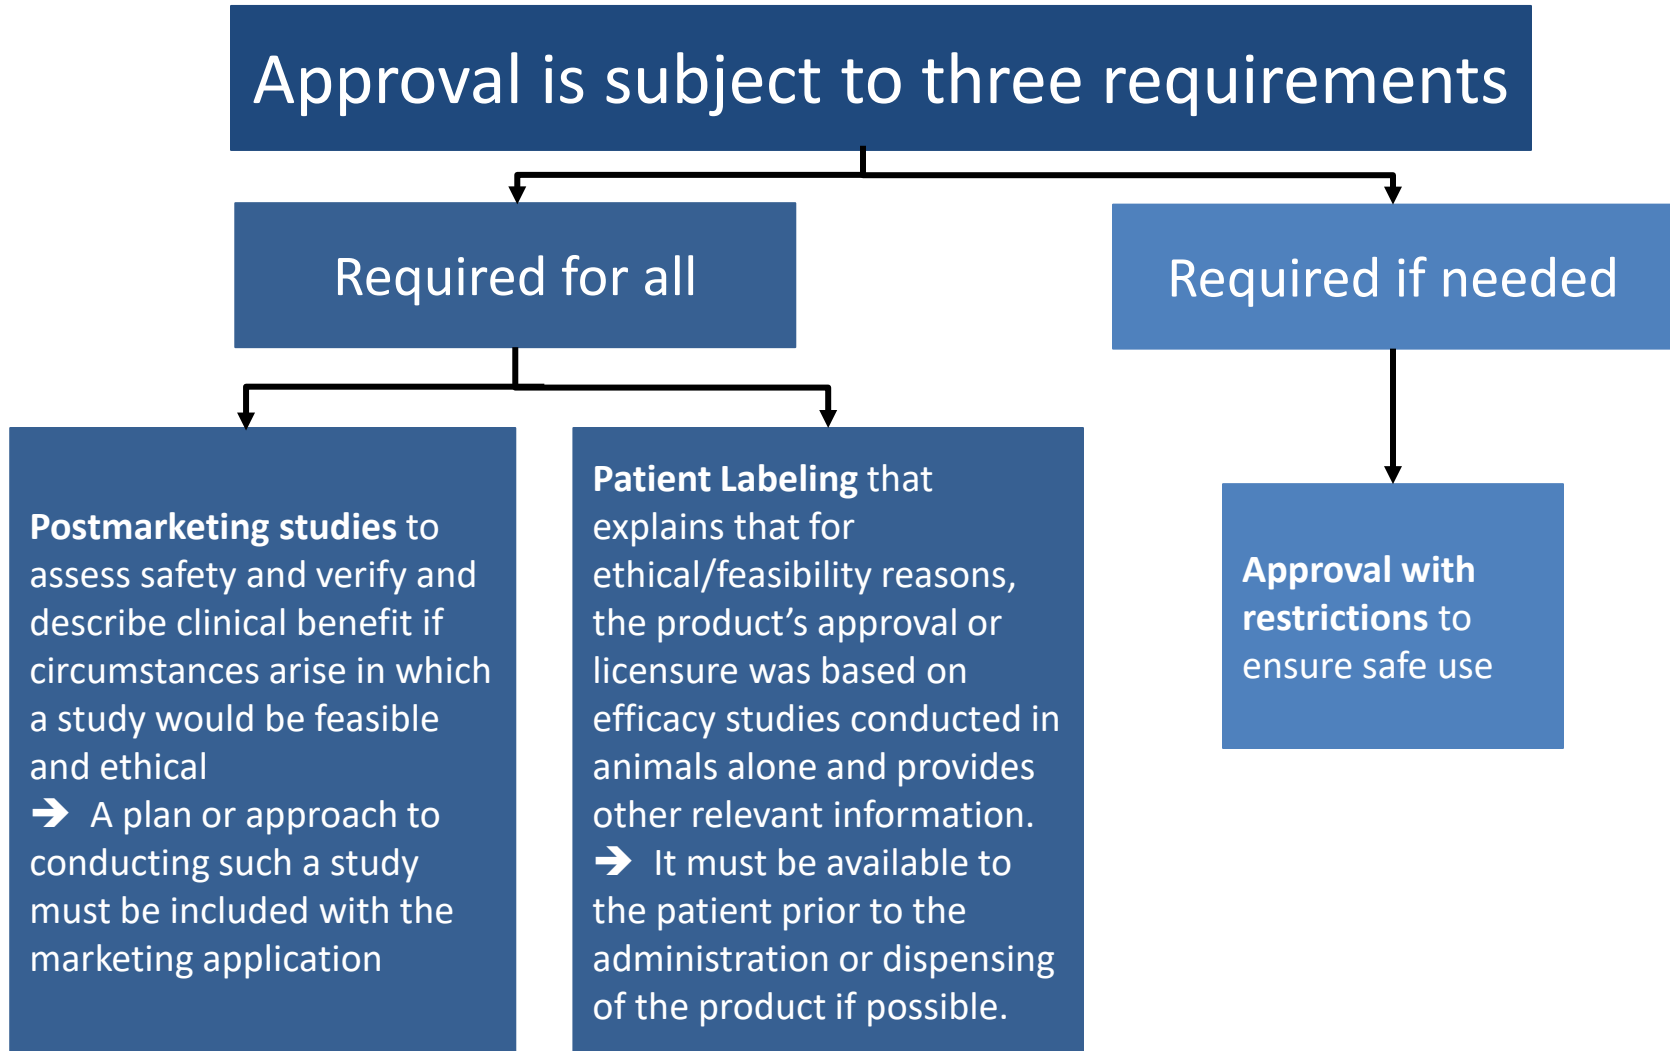 Approval is subject to three requirements
Required for all
Required if needed
Postmarketing studies to
assess safety and verify and
describe clinical benefit if
circumstances arise in which
a study would be feasible
and ethical
➔ A plan or approach to
conducting such a study
must be included with the
marketing application
Patient Labeling that
explains that for
ethical/feasibility reasons,
the product’s approval or
licensure was based on
efficacy studies conducted in
animals alone and provides
other relevant information.
➔ It must be available to
the patient prior to the
administration or dispensing
of the product if possible.
Approval with
restrictions to
ensure safe use